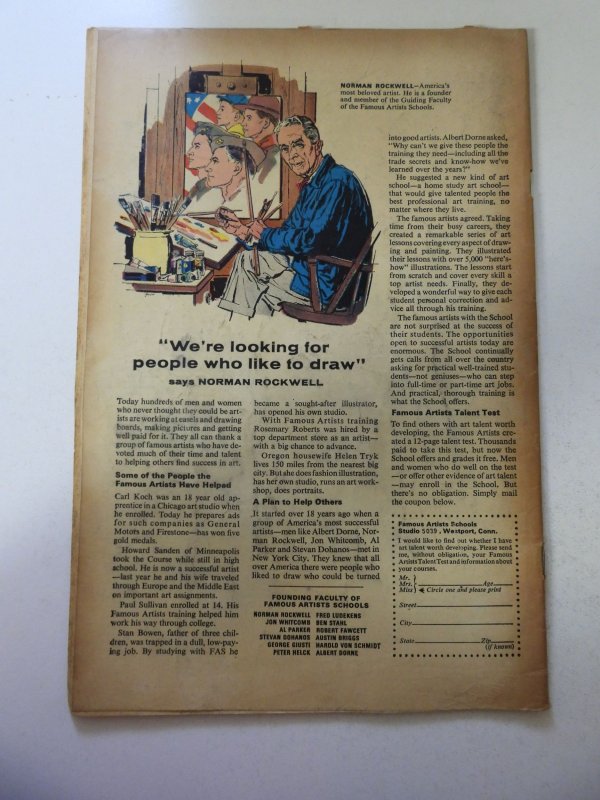 NORMAN ROCKWELL—America's
most beloved artist. He is a founder
and member of the Guiding Faculty
of the Famous Artists Schools.
"We're looking for
people who like to draw"
says NORMAN ROCKWELL
Today hundreds of men and women
who never thought they could be art-
ists are working at easels and drawing
boards, making pictures and getting
well paid for it. They can thank a
group of famous artists who have de-
voted much of their time and talent
to helping others find success in art.
Some of the People the
Famous Artists Have Helped
Carl Koch was an 18 year old ap-
prentice in a Chicago art studio when
he enrolled. Today he prepares ads
for such companies as General
Motors and Firestone—has won five
gold medals.
Howard Sanden of Minneapolis
took the Course while still in high
school. He is now a successful artist
—last year he and his wife traveled
through Europe and the Middle East
on important art assignments.
Paul Sullivan enrolled at 14. His
Famous Artists training helped him
work his way through college.
Stan Bowen, father of three chil-
dren, was trapped in a dull, low-pay-
ing job. By studying with FAS he
became a sought-after illustrator,
has opened his own studio.
With Famous Artists training
Rosemary Roberts was hired by a
top department store as an artist—
with a big chance to advance.
Oregon housewife Helen Tryk
lives 150 miles from the nearest big
city. But she does fashion illustration,
has her own studio, runs an art work-
shop, does portraits.
A Plan to Help Others
It started over 18 years ago when a
group of America's most successful
artists—men like Albert Dorne, Nor-
man Rockwell, Jon Whitcomb, Al
Parker and Stevan Dohanos—met in
New York City. They knew that all
over America there were people who
liked to draw who could be turned
FOUNDING FACULTY OF
FAMOUS ARTISTS SCHOOLS
NORMAN ROCKWELL FRED LUDEKENS
JON WHITCOMB BEN STAHL
AL PARKER ROBERT FAWCETT
STEVAN DOHANOS AUSTIN BRIGGS
GEORGE GIUSTI HAROLD VON SCHMIDT
PETER HELCK ALBERT DORNE
into good artists. Albert Dorne asked,
"Why can't we give these people the
training they need—including all the
trade secrets and know-how we've
learned over the years?"
He suggested a new kind of art
school—a home study art school—
that would give talented people the
best professional art training, no
matter where they live.
The famous artists agreed. Taking
time from their busy careers, they
created a remarkable series of art
lessons covering every aspect of draw-
ing and painting. They illustrated
their lessons with over 5,000 "here's-
how" illustrations. The lessons start
from scratch and cover every skill a
top artist needs. Finally, they de-
veloped a wonderful way to give each
student personal correction and ad-
vice all through his training.
The famous artists with the School
are not surprised at the success of
their students. The opportunities
open to successful artists today are
enormous. The School continually
gets calls from all over the country
asking for practical well-trained stu-
dents—not geniuses—who can step
into full-time or part-time art jobs.
And practical, thorough training is
what the School offers.
Famous Artists Talent Test
To find others with art talent worth
developing, the Famous Artists cre-
ated a 12-page talent test. Thousands
paid to take this test, but now the
School offers and grades it free. Men
and women who do well on the test
—or offer other evidence of art talent
—may enroll in the School. But
there's no obligation. Simply mail
the coupon below.
Famous Artists Schools
Studio 5039, Westport, Conn.
I would like to find out whether I have
art talent worth developing. Please send
me, without obligation, your Famous
Artists Talent Test and information about
your courses.
Mr.
Mrs. Age
Miss Circle one and please print
Street
City
State Zip
(if known)